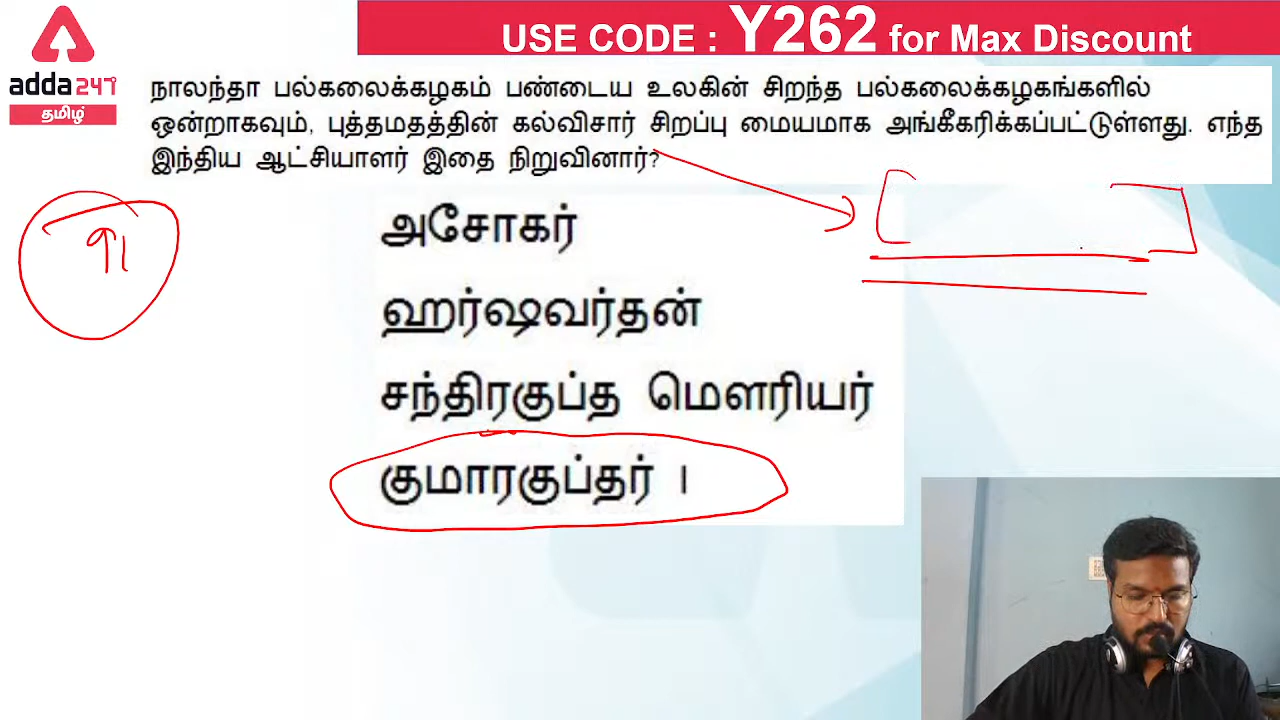 USE CODE : Y262 for Max Discount
adda247
தமிழ்
நாலந்தா பல்கலைக்கழகம் பண்டைய உலகின் சிறந்த பல்கலைக்கழகங்களில்
ஒன்றாகவும், புத்தமதத்தின் கல்விசார் சிறப்பு மையமாக அங்கீகரிக்கப்பட்டுள்ளது. எந்த
இந்திய ஆட்சியாளர் இதை நிறுவினார்?
அசோகர்
ஹர்ஷவர்தன்
சந்திரகுப்த மௌரியர்
குமாரகுப்தர் I